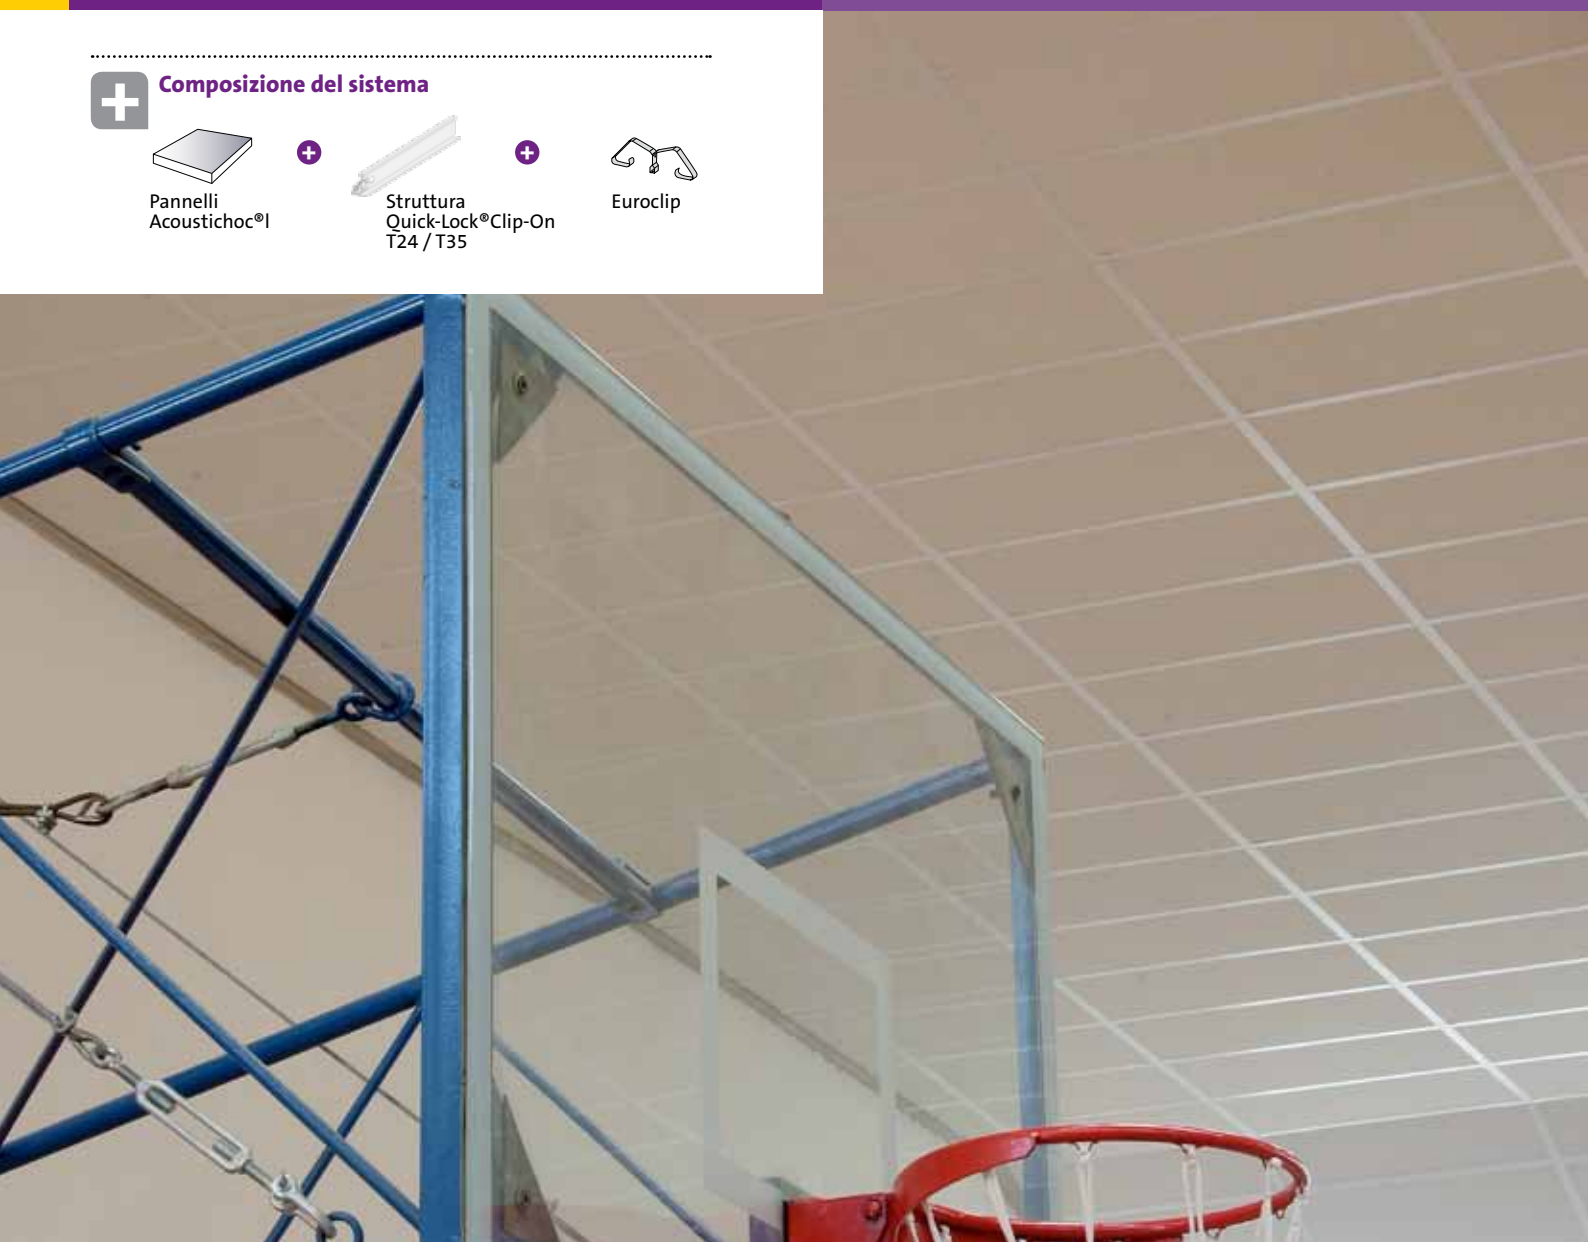 Composizione del sistema
Pannelli
Acoustichoc®l
Struttura
Quick-Lock®Clip-On
T24 / T35
Euroclip